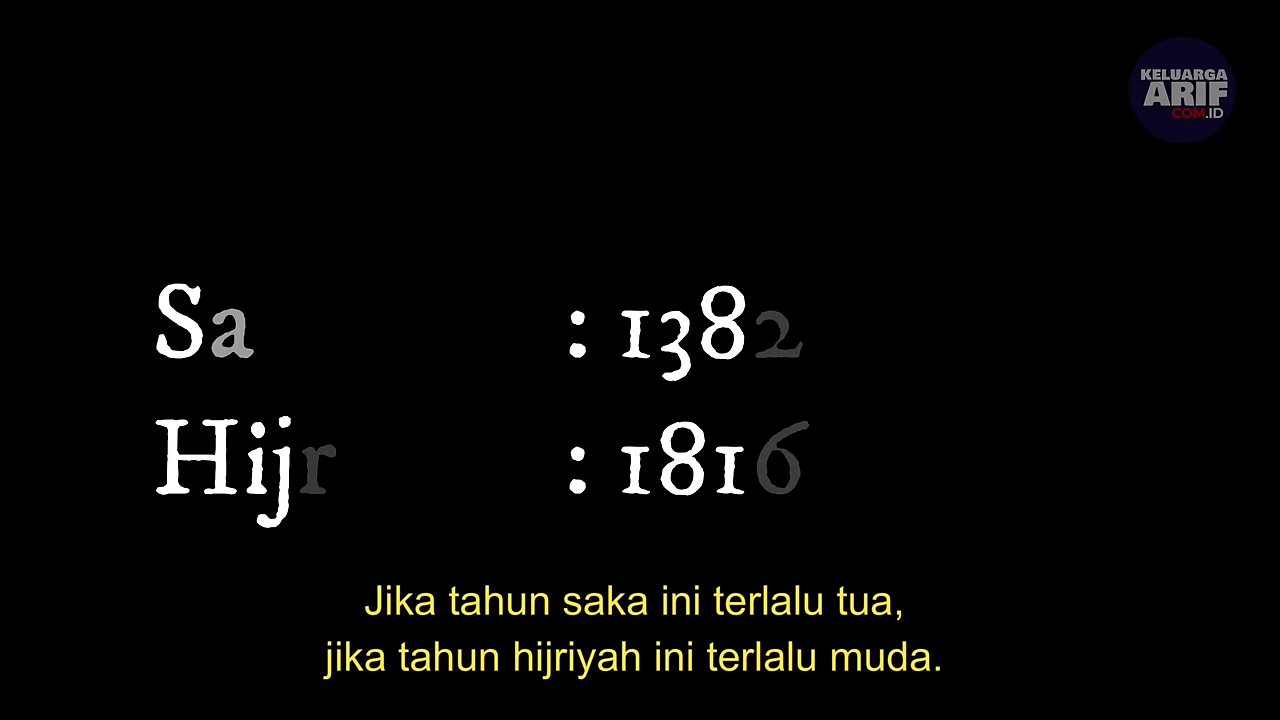 KELUARGA
ARIF
COM.ID
Sa : 1382
Hijr : 1816
Jika tahun saka ini terlalu tua,
jika tahun hijriyah ini terlalu muda.